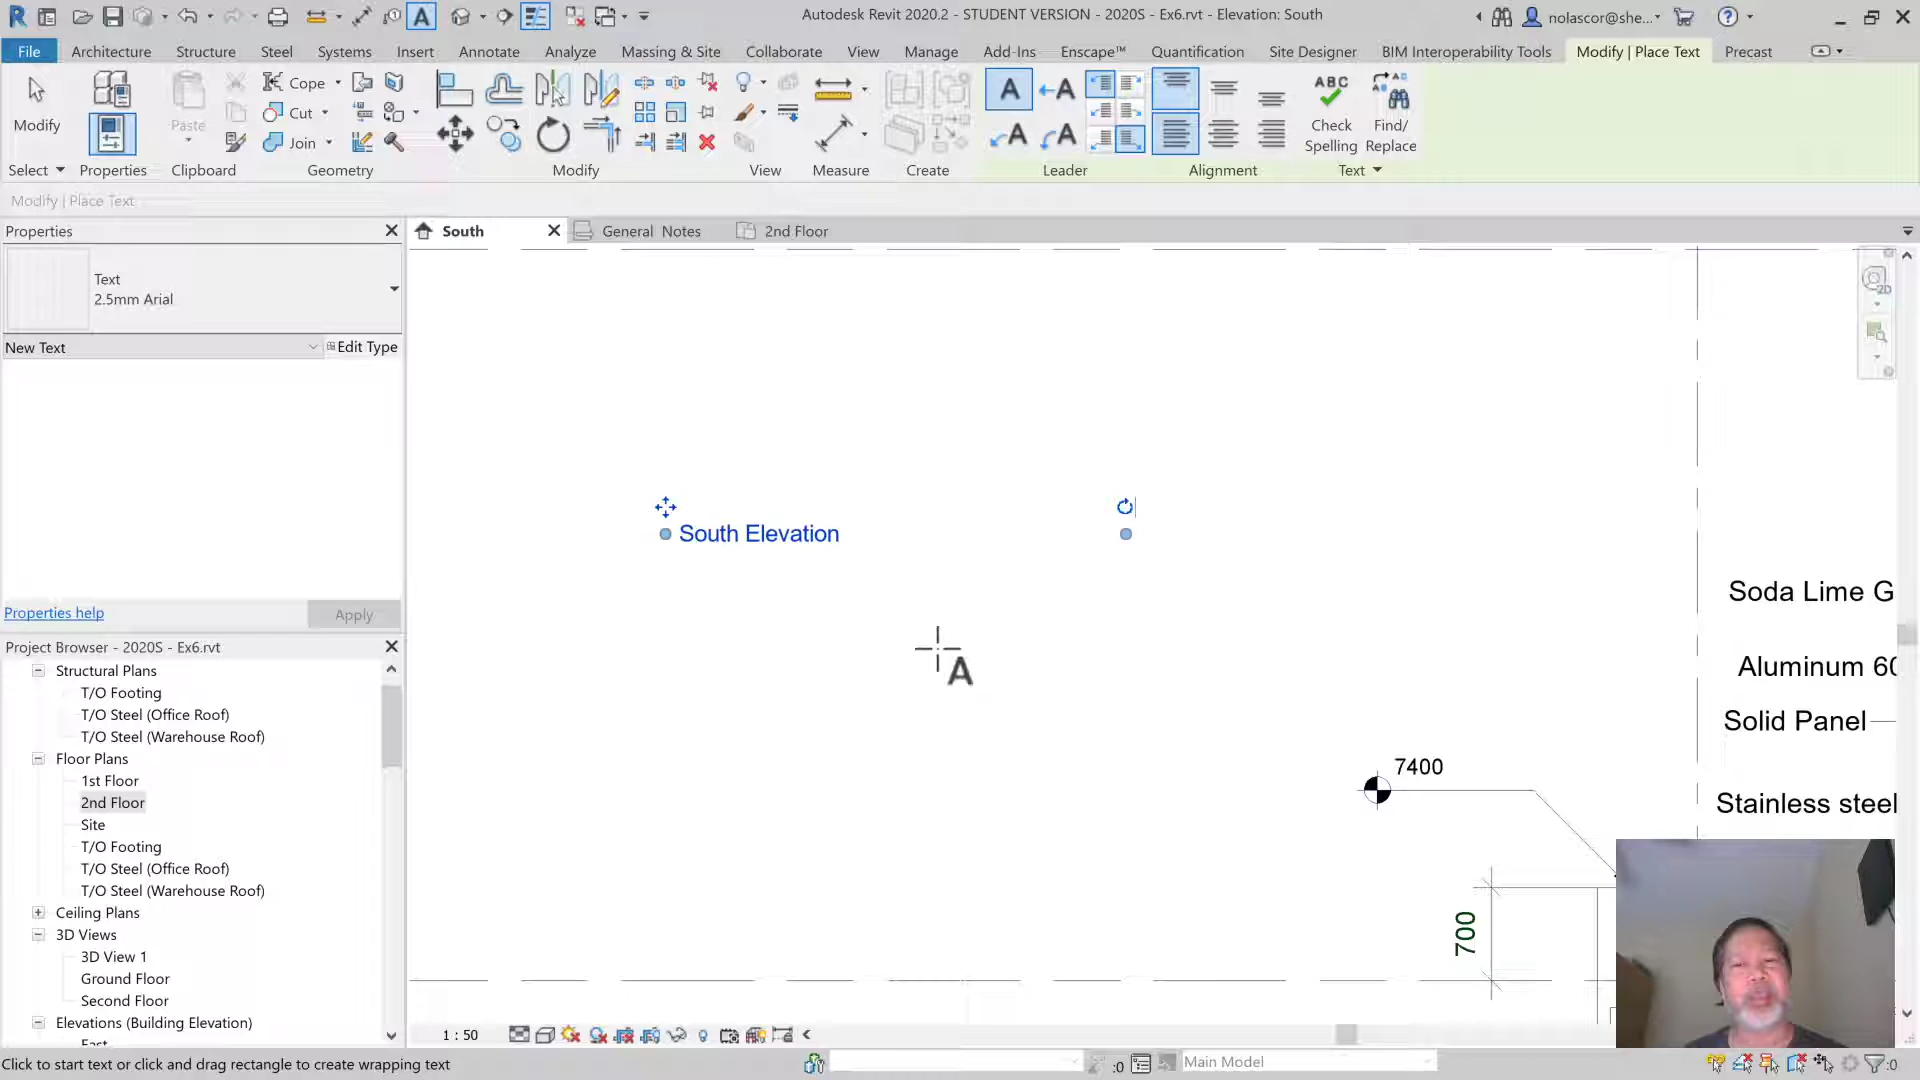 Autodesk Revit 2020.2 - STUDENT VERSION - 2020S - Ex6.rvt - Elevation: South
nolascor@she...
File Architecture Structure Steel Systems Insert Annotate Analyze Massing & Site Collaborate View Manage Add-Ins Enscape™ Quantification Site Designer BIM Interoperability Tools Modify | Place Text Precast
Cope
Cut
Join
Modify
Paste
Check Spelling
Find/ Replace
Select Properties Clipboard Geometry Modify View Measure Create Leader Alignment Text
Modify | Place Text
Properties
South General Notes 2nd Floor
Text
2.5mm Arial
New Text Edit Type
Properties help Apply
Project Browser - 2020S - Ex6.rvt
Structural Plans
T/O Footing
T/O Steel (Office Roof)
T/O Steel (Warehouse Roof)
Floor Plans
1st Floor
2nd Floor
Site
T/O Footing
T/O Steel (Office Roof)
T/O Steel (Warehouse Roof)
Ceiling Plans
3D Views
3D View 1
Ground Floor
Second Floor
Elevations (Building Elevation)
South Elevation
A
Soda Lime G
Aluminum 60
Solid Panel
Stainless steel
7400
700
1 : 50
Click to start text or click and drag rectangle to create wrapping text
:0
Main Model
:0